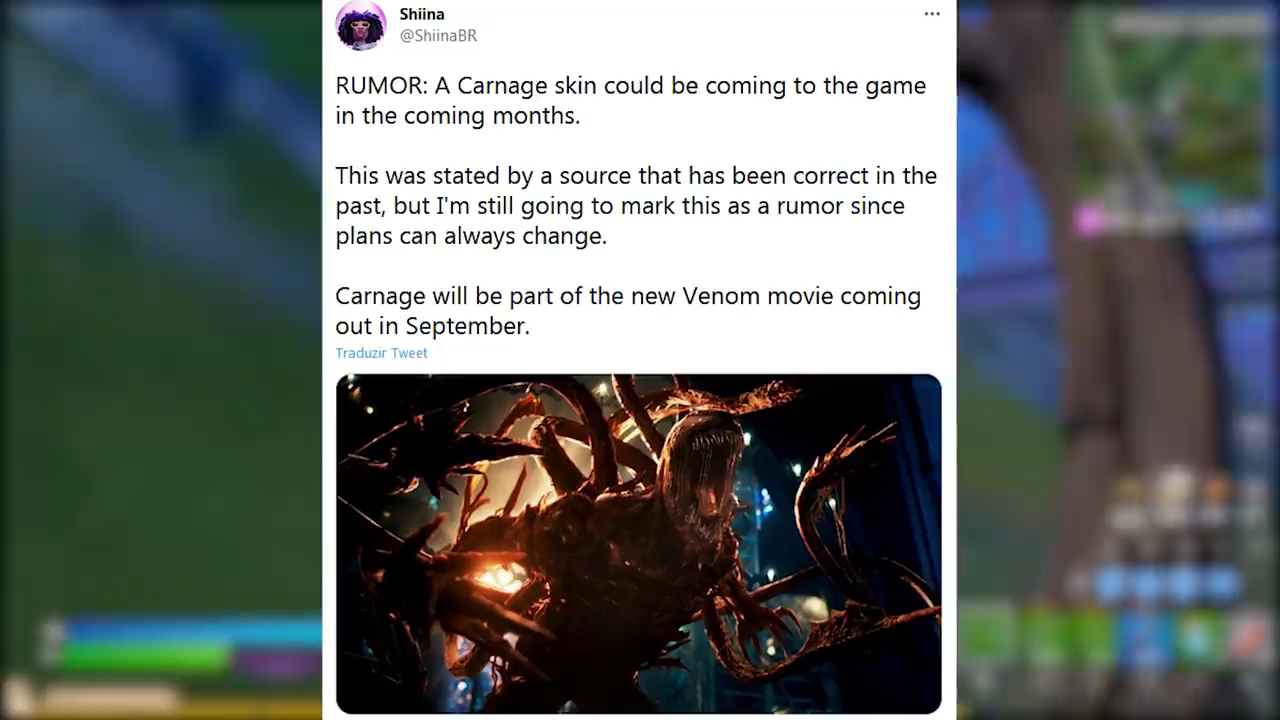 Shiina
@ShiinaBR
RUMOR: A Carnage skin could be coming to the game
in the coming months.
This was stated by a source that has been correct in the
past, but I'm still going to mark this as a rumor since
plans can always change.
Carnage will be part of the new Venom movie coming
out in September.
Traduzir Tweet